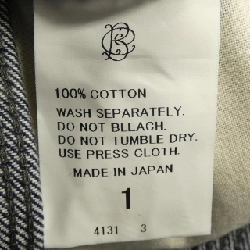 100% COTTON
WASH SEPARATELY.
DO NOT BLLACH.
DO NOT TUMBLE DRY.
USE PRESS CLOTH.
MADE IN JAPAN
1
4131 3